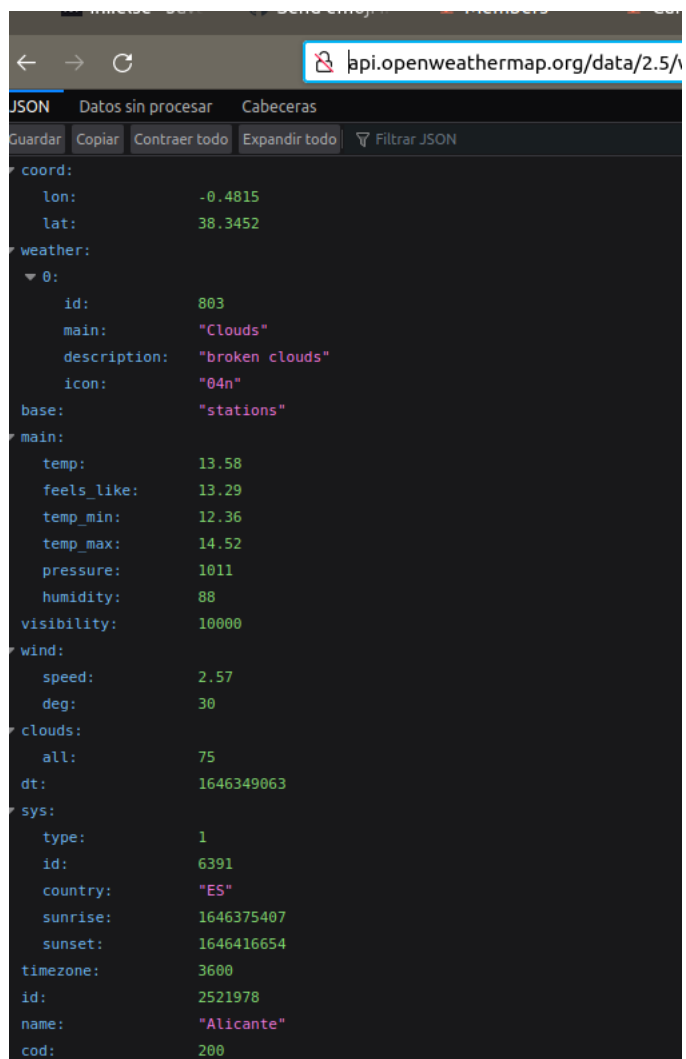 api.openweathermap.org/data/2.5/
JSON Datos sin procesar Cabeceras
Guardar Copiar Contraer todo Expandir todo Filtrar JSON
coord:
lon: -0.4815
lat: 38.3452
weather:
0:
id: 803
main: "Clouds"
description: "broken clouds"
icon: "04n"
base: "stations"
main:
temp: 13.58
feels_like: 13.29
temp_min: 12.36
temp_max: 14.52
pressure: 1011
humidity: 88
visibility: 10000
wind:
speed: 2.57
deg: 30
clouds:
all: 75
dt: 1646349063
sys:
type: 1
id: 6391
country: "ES"
sunrise: 1646375407
sunset: 1646416654
timezone: 3600
id: 2521978
name: "Alicante"
cod: 200